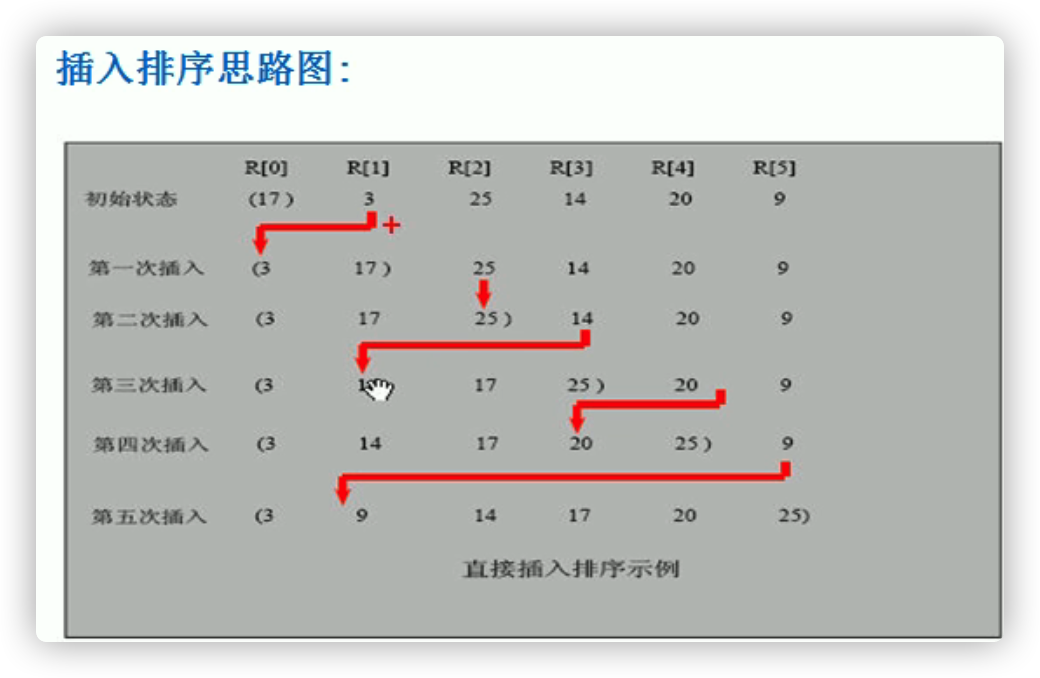 插入排序思路图：
R[0] R[1] R[2] R[3] R[4] R[5]
初始状态 (17) 3 25 14 20 9
第一次插入 (3 17) 25 14 20 9
第二次插入 (3 17 25) 14 20 9
第三次插入 (3 17 25) 20 9
第四次插入 (3 14 17 20 25) 9
第五次插入 (3 9 14 17 20 25)
直接插入排序示例